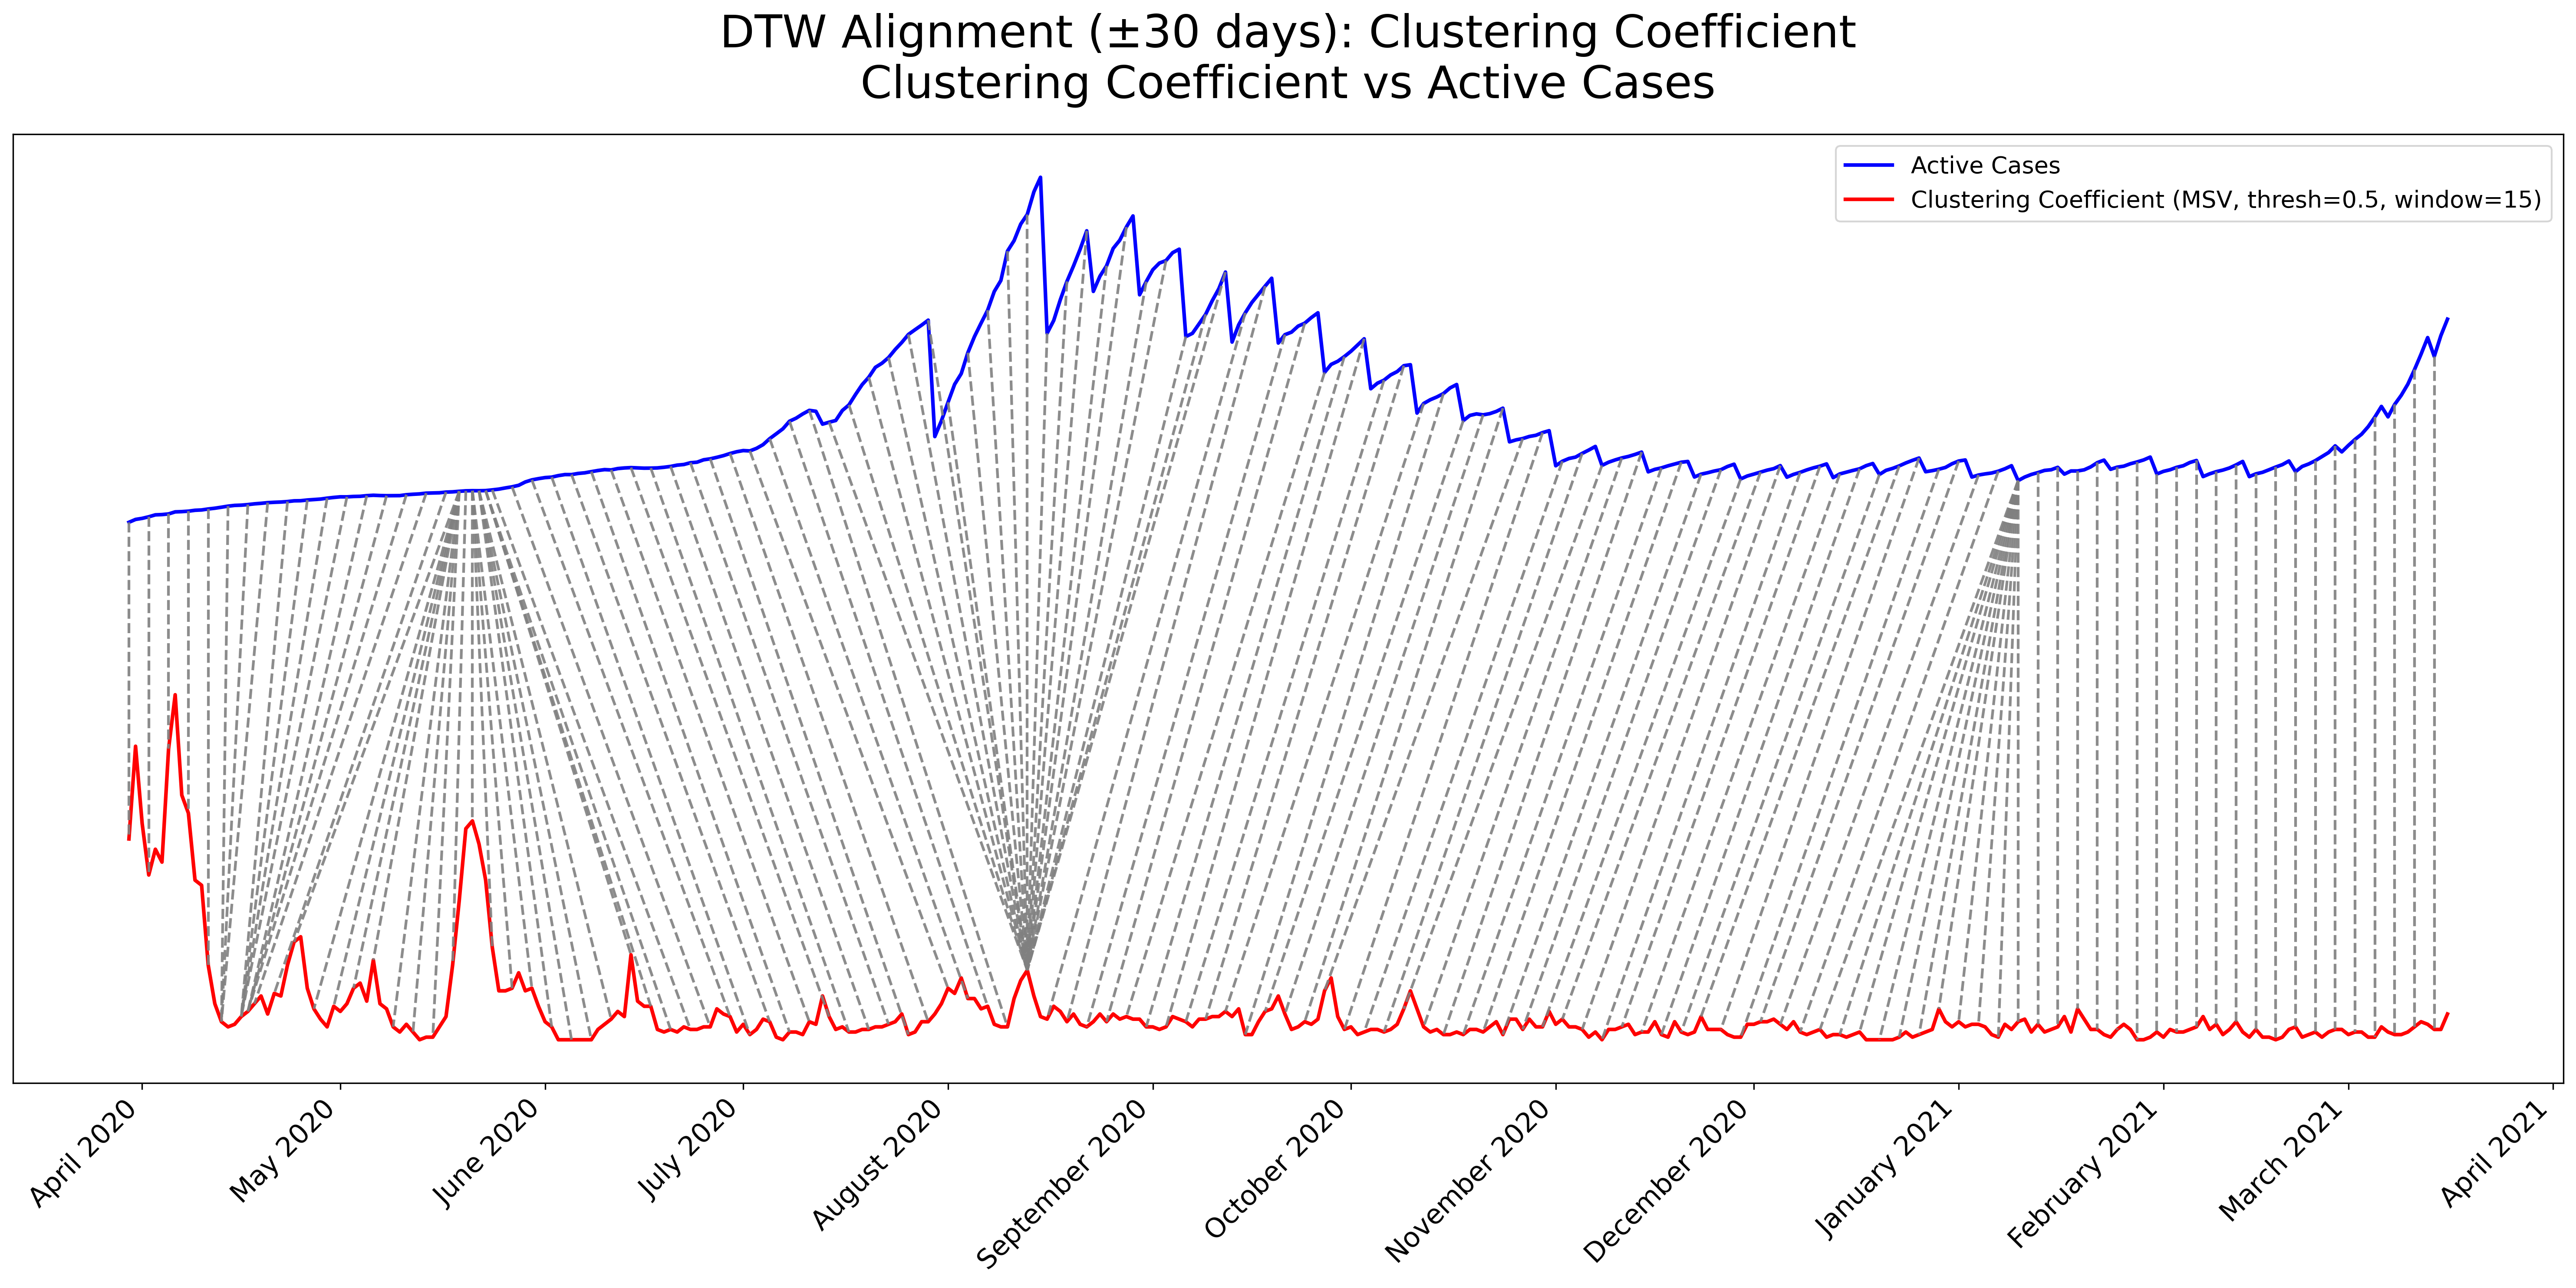 DTW Alignment (±30 days): Clustering Coefficient
Clustering Coefficient vs Active Cases
Active Cases
Clustering Coefficient (MSV, thresh=0.5, window=15)
April 2020
May 2020
June 2020
July 2020
August 2020
September 2020
October 2020
November 2020
December 2020
January 2021
February 2021
March 2021
April 2021